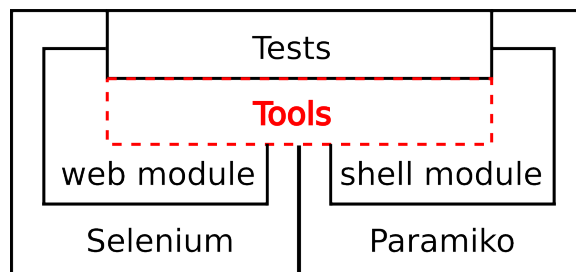 Tests
Tools
web module
shell module
Selenium
Paramiko